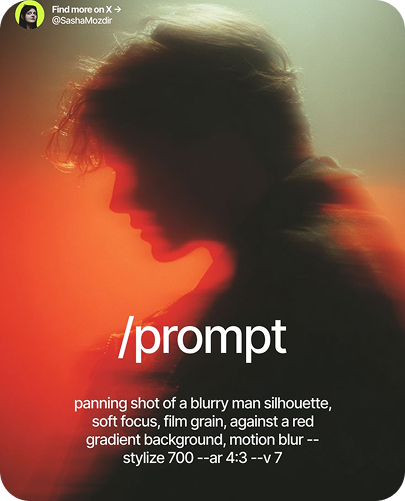 Find more on X →
@SashaMozdir
/prompt
panning shot of a blurry man silhouette,
soft focus, film grain, against a red
gradient background, motion blur --
stylize 700 --ar 4:3 --v 7